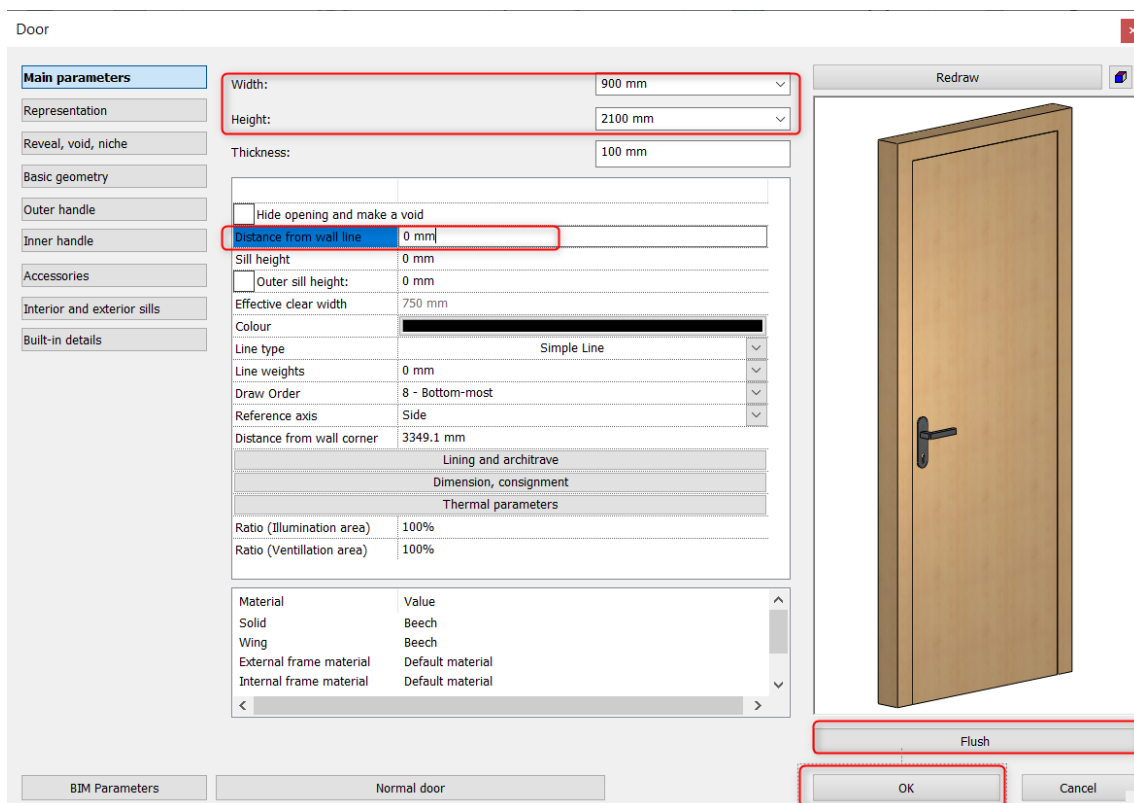 Door
Main parameters
Representation
Reveal, void, niche
Basic geometry
Outer handle
Inner handle
Accessories
Interior and exterior sills
Built-in details
Width: 900 mm
Height: 2100 mm
Thickness: 100 mm
Hide opening and make a void
Distance from wall line 0 mm
Sill height 0 mm
Outer sill height: 0 mm
Effective clear width 750 mm
Colour
Line type Simple Line
Line weights 0 mm
Draw Order 8 - Bottom-most
Reference axis Side
Distance from wall corner 3349.1 mm
Lining and architrave
Dimension, consignment
Thermal parameters
Ratio (Illumination area) 100%
Ratio (Ventillation area) 100%
Material Value
Solid Beech
Wing Beech
External frame material Default material
Internal frame material Default material
Redraw
Flush
BIM Parameters
Normal door
OK
Cancel